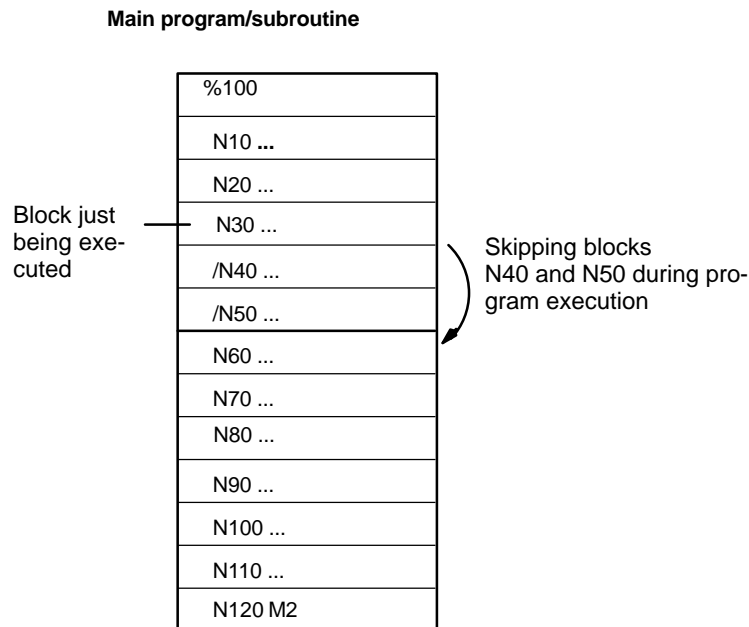 Main program/subroutine
%100
N10 ...
N20 ...
Block just
being exe-
cuted
N30 ...
/N40 ...
/N50 ...
Skipping blocks
N40 and N50 during pro-
gram execution
N60 ...
N70 ...
N80 ...
N90 ...
N100 ...
N110 ...
N120 M2